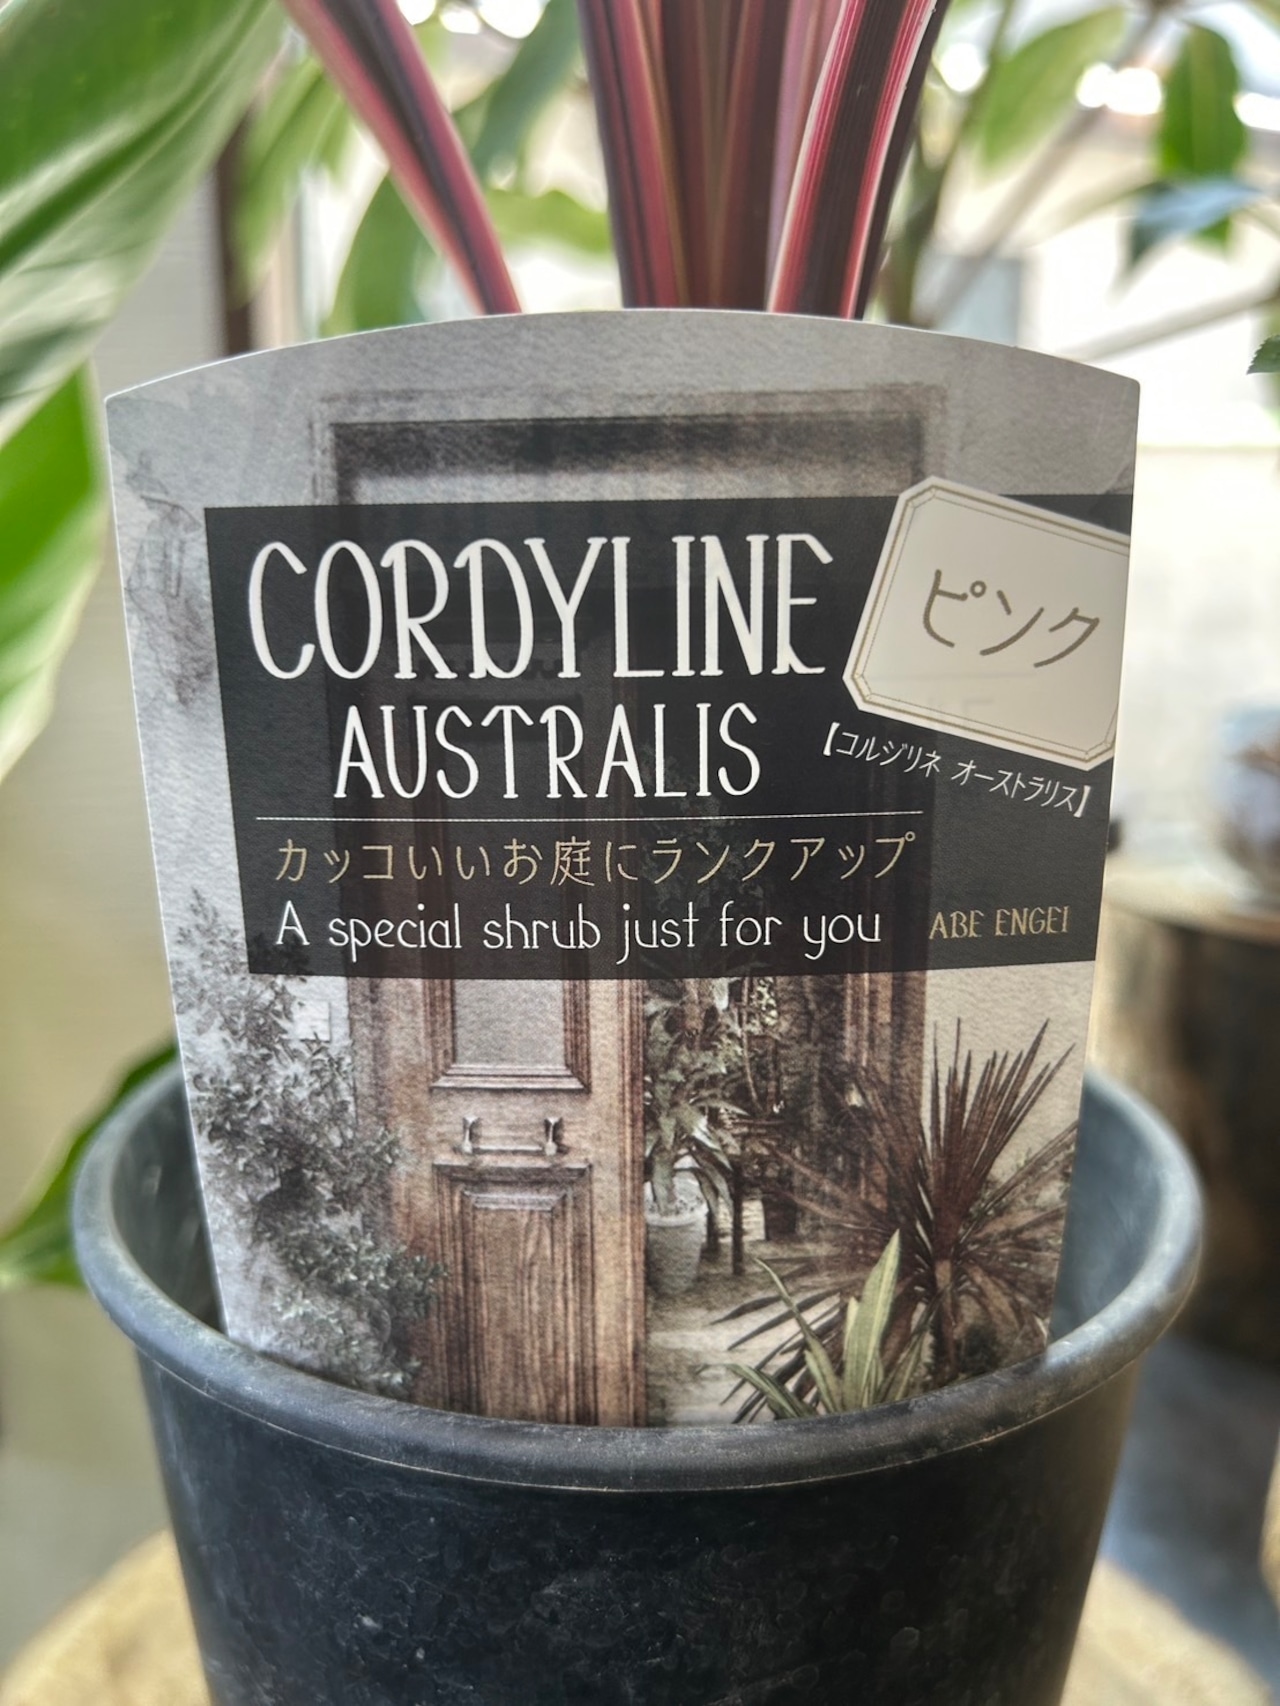 CORDYLINE
ピンク
AUSTRALIS
【コルジリネ オーストラリス】
カッコいいお庭にランクアップ
A special shrub just for you
ABE ENGEI